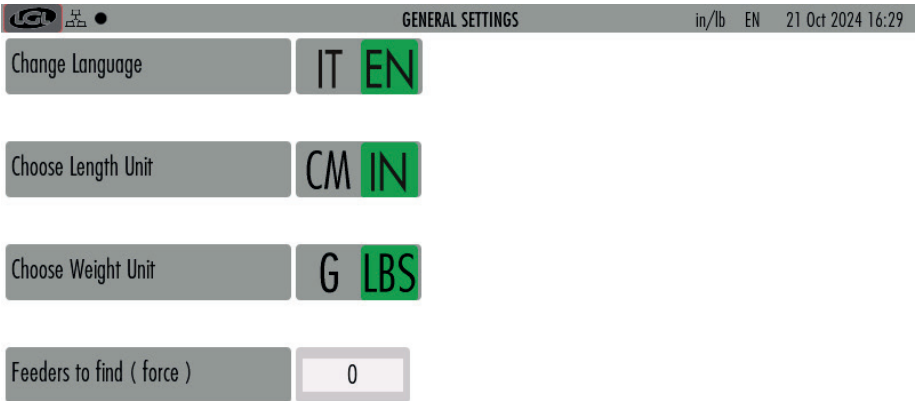 LGL GENERAL SETTINGS in/lb EN 21 Oct 2024 16:29
Change Language IT EN
Choose Length Unit CM IN
Choose Weight Unit G LBS
Feeders to find ( force ) 0